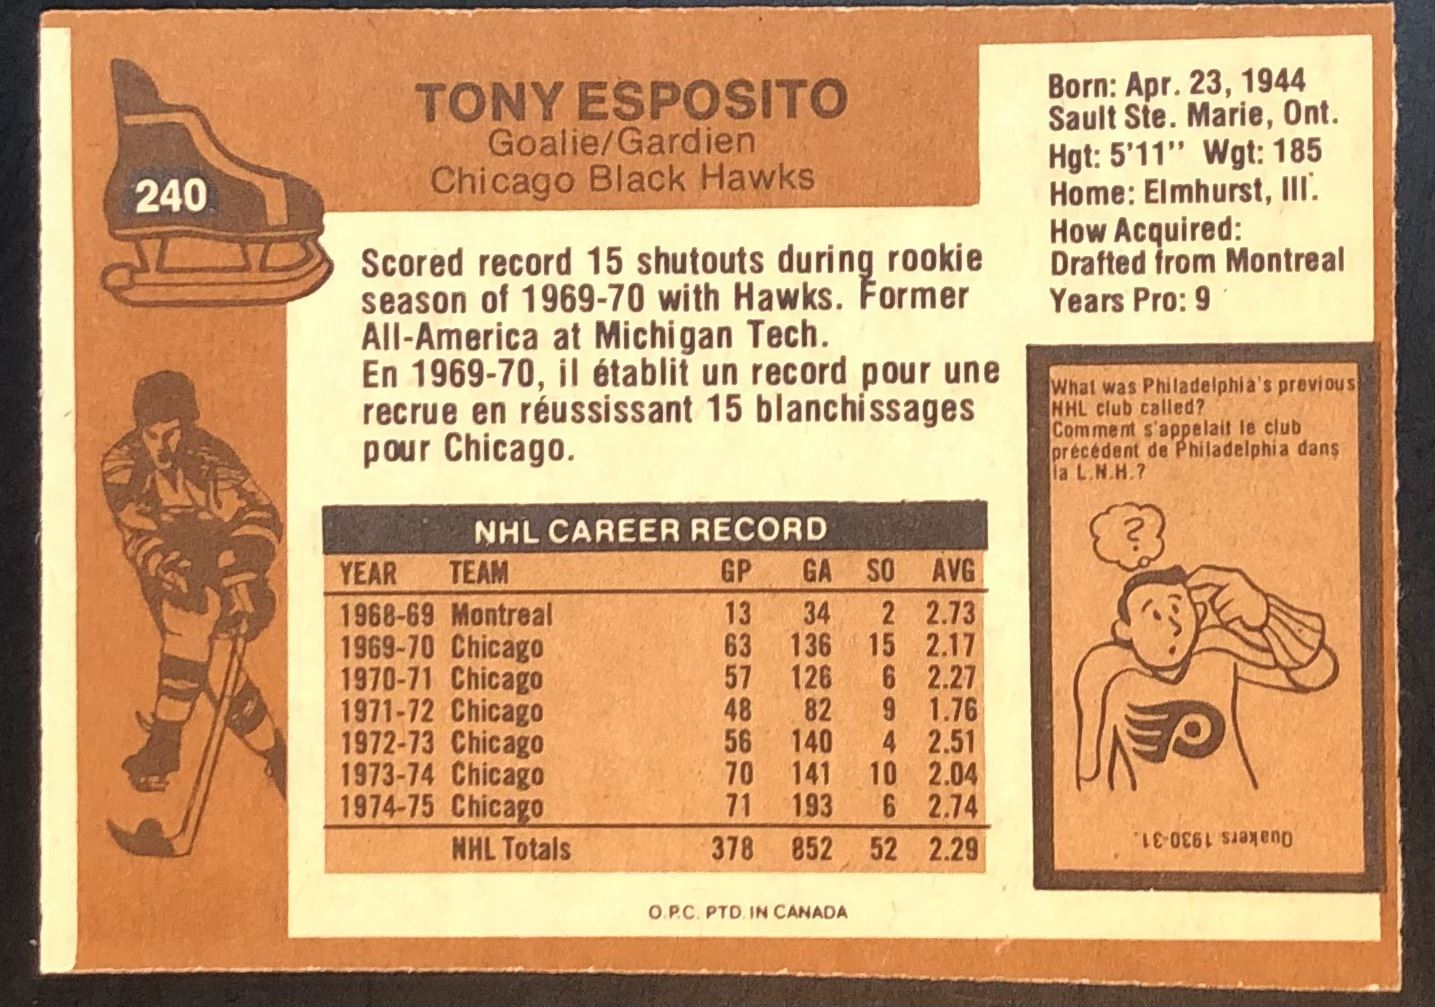 240
TONY ESPOSITO
Goalie/Gardien
Chicago Black Hawks
Born: Apr. 23, 1944
Sault Ste. Marie, Ont.
Hgt: 5'11" Wgt: 185
Home: Elmhurst, Ill.
How Acquired:
Drafted from Montreal
Years Pro: 9
Scored record 15 shutouts during rookie
season of 1969-70 with Hawks. Former
All-America at Michigan Tech.
En 1969-70, il établit un record pour une
recrue en réussissant 15 blanchissages
pour Chicago.
NHL CAREER RECORD
YEAR TEAM GP GA SO AVG
1968-69 Montreal 13 34 2 2.73
1969-70 Chicago 63 136 15 2.17
1970-71 Chicago 57 126 6 2.27
1971-72 Chicago 48 82 9 1.76
1972-73 Chicago 56 140 4 2.51
1973-74 Chicago 70 141 10 2.04
1974-75 Chicago 71 193 6 2.74
NHL Totals 378 852 52 2.29
What was Philadelphia's previous
NHL club called?
Comment s'appelait le club
précédent de Philadelphia dans
la L.N.H.?
?
Quakers 1930-31.
O.P.C. PTD. IN CANADA